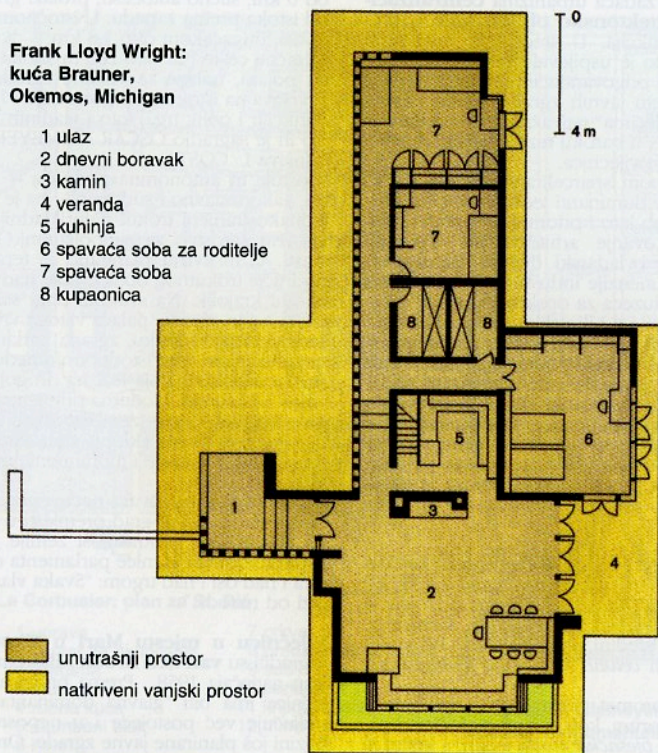 Frank Lloyd Wright:
kuća Brauner,
Okemos, Michigan
1 ulaz
2 dnevni boravak
3 kamin
4 veranda
5 kuhinja
6 spavaća soba za roditelje
7 spavaća soba
8 kupaonica
0
4 m
7
7
8
8
5
6
1
3
4
2
unutrašnji prostor
natkriveni vanjski prostor